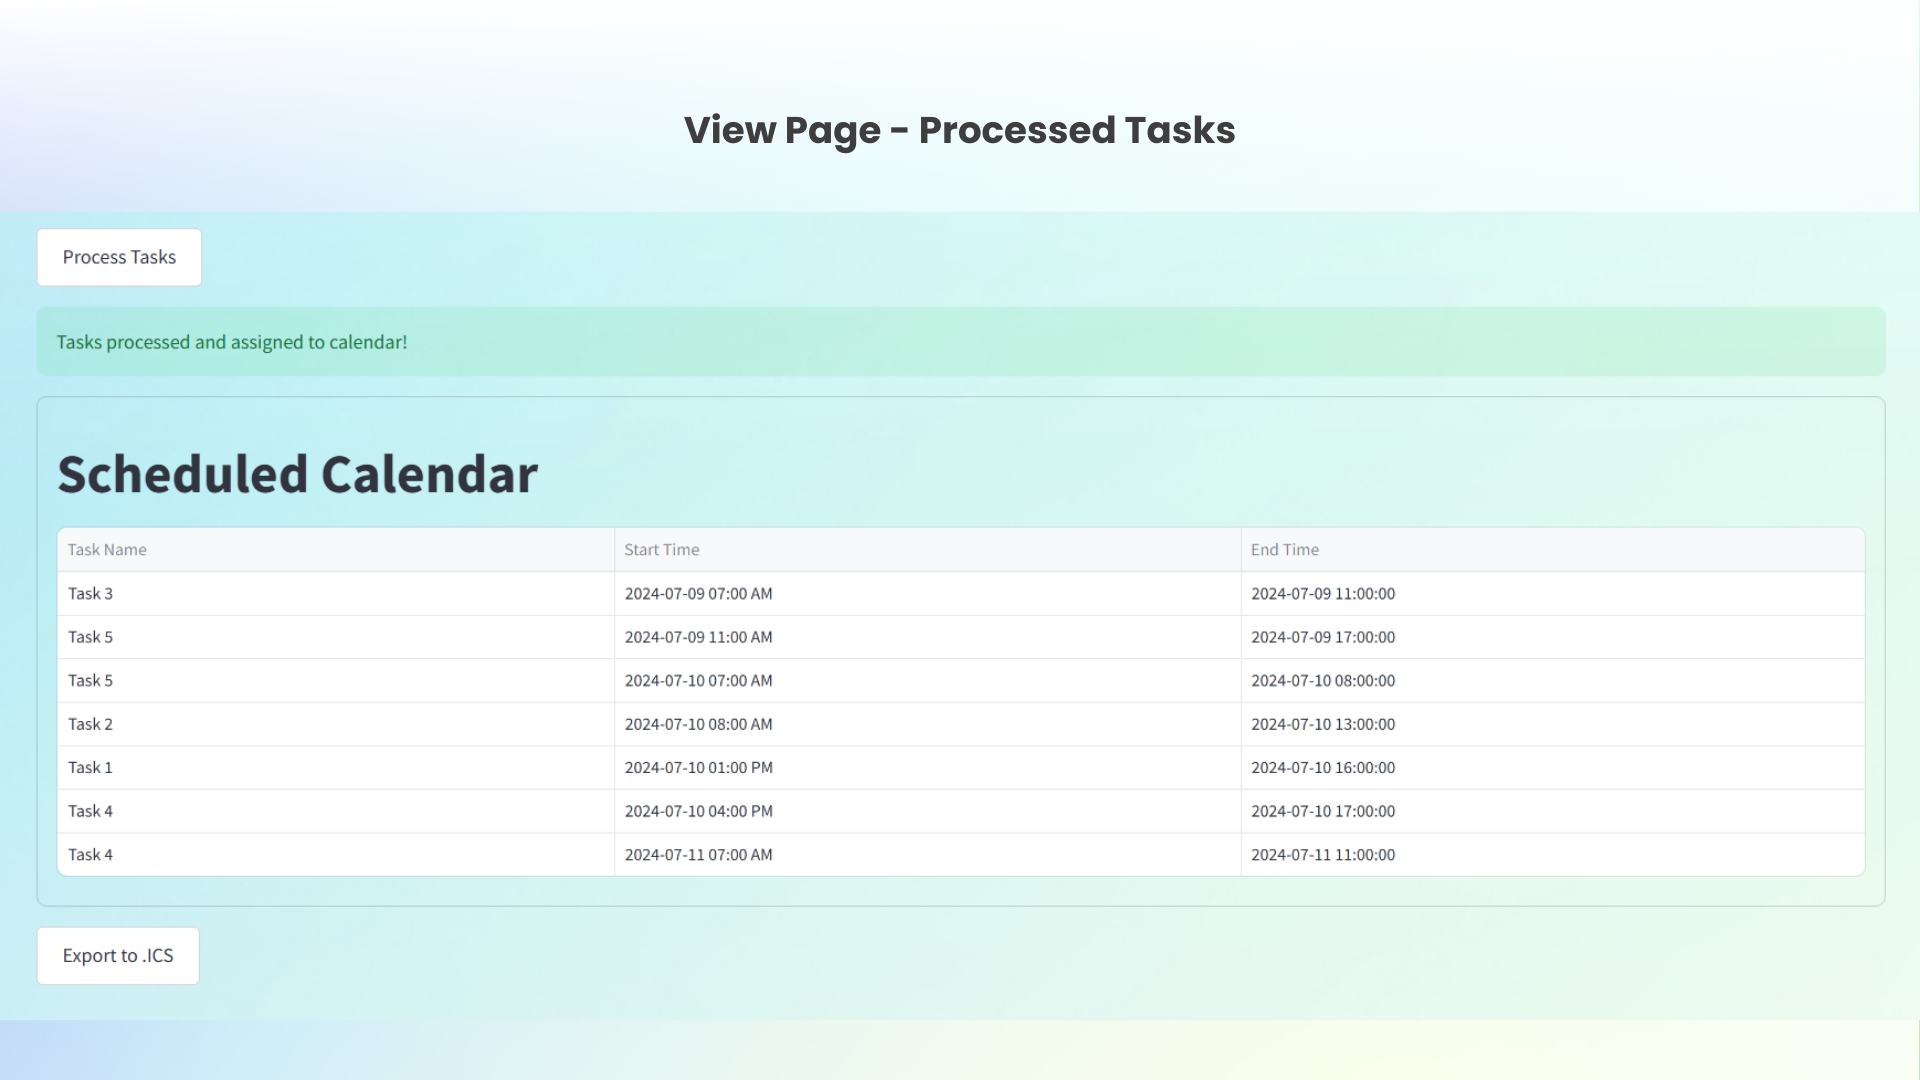 View Page - Processed Tasks
Process Tasks
Tasks processed and assigned to calendar!
Scheduled Calendar
Task Name Start Time End Time
Task 3 2024-07-09 07:00 AM 2024-07-09 11:00:00
Task 5 2024-07-09 11:00 AM 2024-07-09 17:00:00
Task 5 2024-07-10 07:00 AM 2024-07-10 08:00:00
Task 2 2024-07-10 08:00 AM 2024-07-10 13:00:00
Task 1 2024-07-10 01:00 PM 2024-07-10 16:00:00
Task 4 2024-07-10 04:00 PM 2024-07-10 17:00:00
Task 4 2024-07-11 07:00 AM 2024-07-11 11:00:00
Export to .ICS